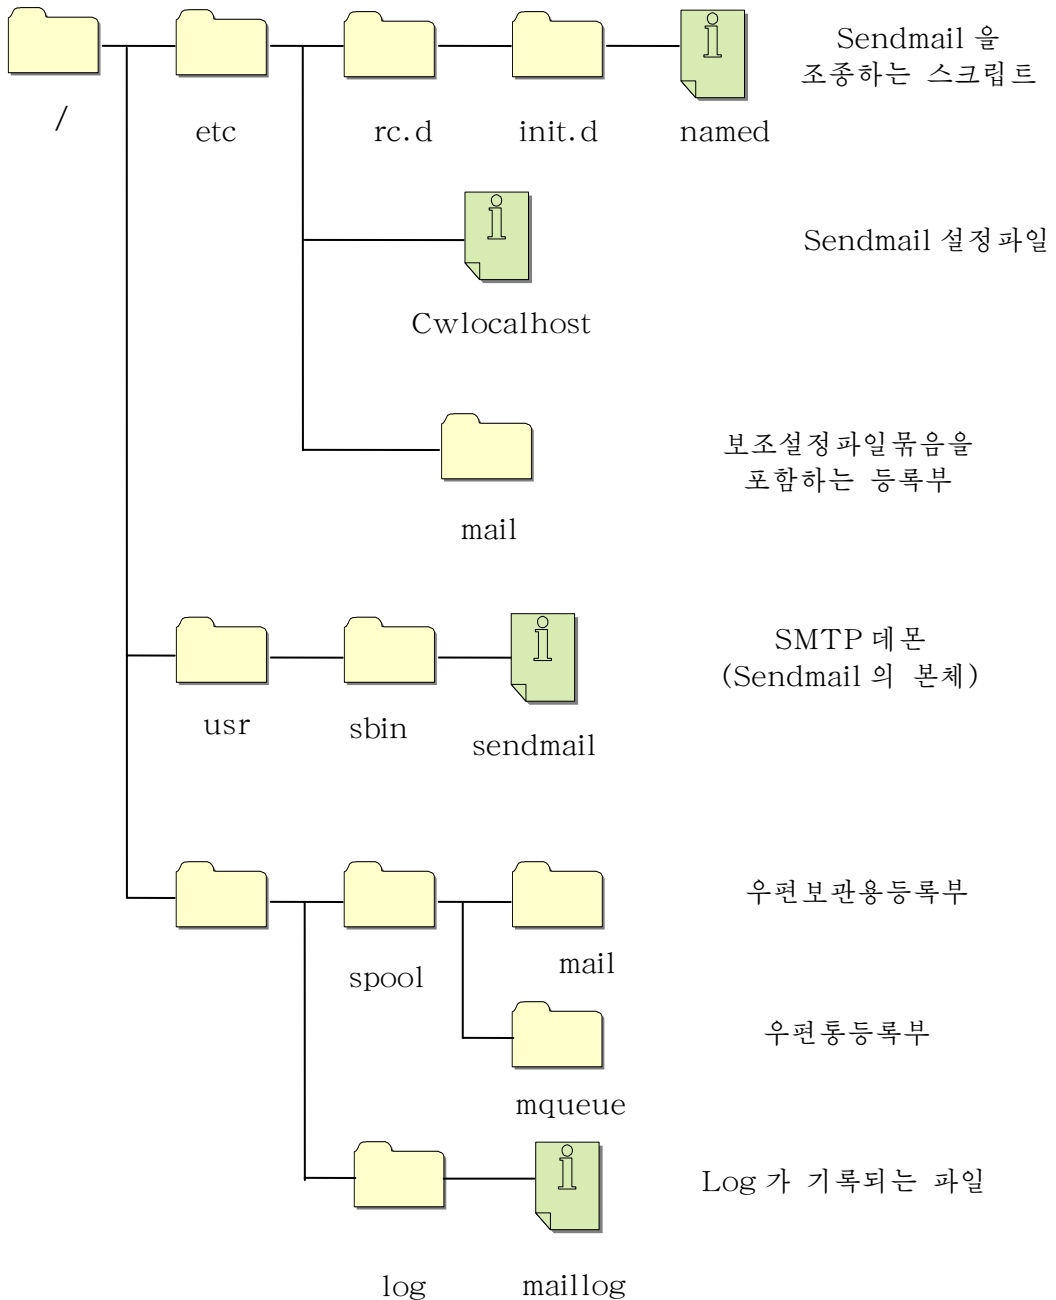 Sendmail 을
조종하는 스크립트
/
etc
rc.d
init.d
named
Sendmail 설정파일
Cwlocalhost
보조설정파일묶음을
포함하는 등록부
mail
SMTP 데몬
(Sendmail 의 본체)
usr
sbin
sendmail
우편보관용등록부
spool
mail
우편통등록부
mqueue
Log 가 기록되는 파일
log
maillog